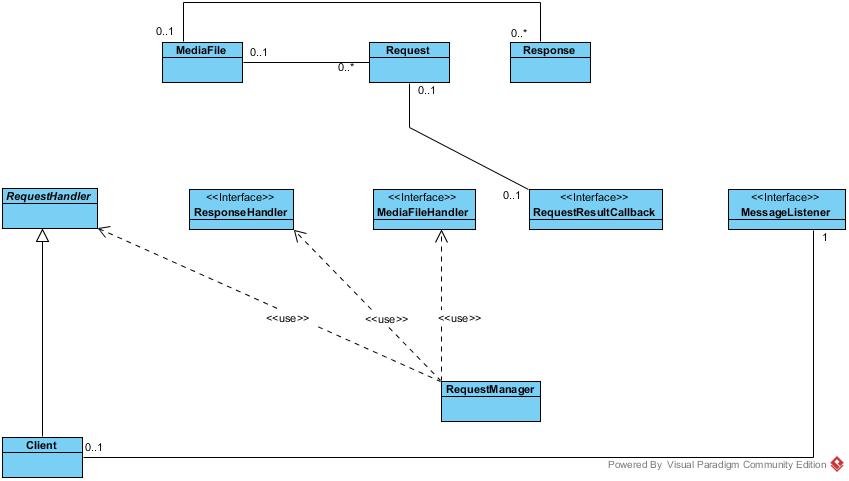 0..1
0..*
MediaFile
0..1
0..*
Request
Response
0..1
RequestHandler
<<Interface>>
ResponseHandler
<<Interface>>
MediaFileHandler
0..1
<<Interface>>
RequestResultCallback
<<Interface>>
MessageListener
1
<<use>>
<<use>>
<<use>>
RequestManager
Client
0..1
Powered By Visual Paradigm Community Edition